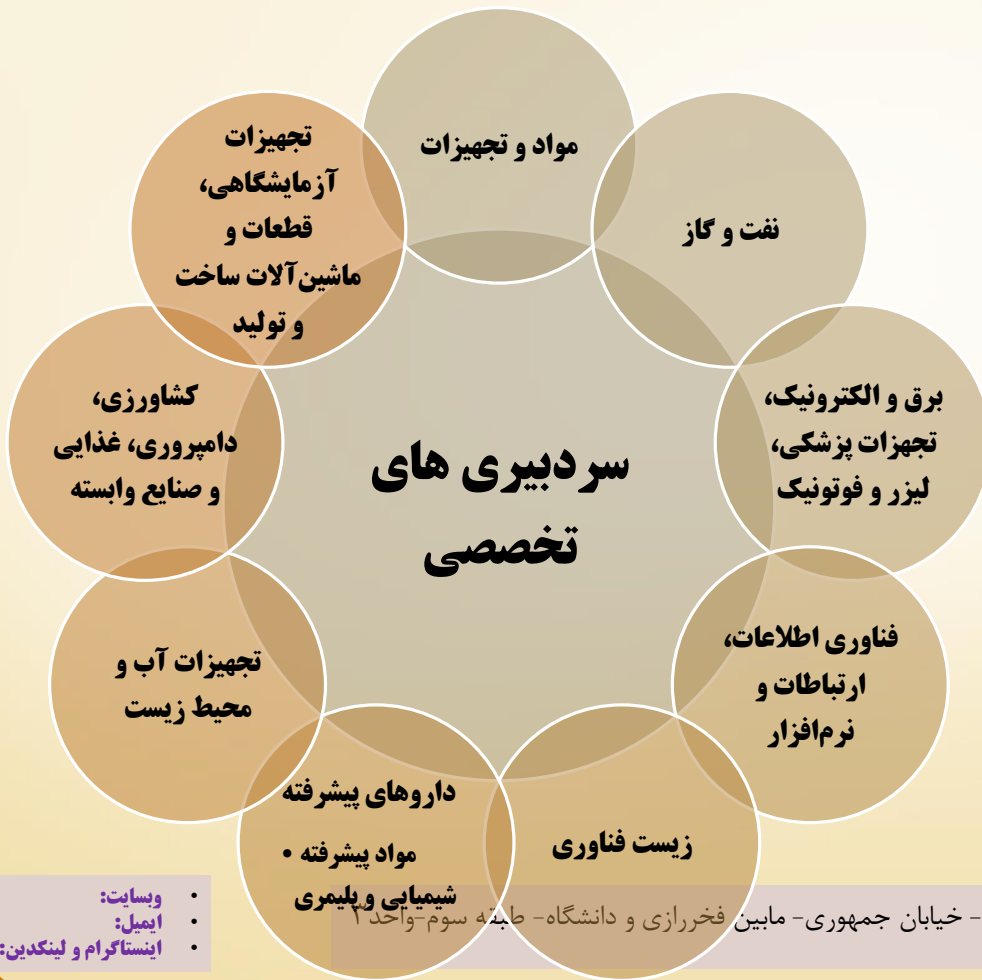 مواد و تجهیزات
نفت و گاز
برق و الکترونیک،
تجهزات پزشکی،
لیزر و فوتونیک
فناوری اطلاعات،
ارتباطات و
نرم‌افزار
زیست فناوری
داروهای پیشرفته
• مواد پیشرفته
شیمیایی و پلیمری
تجهیزات آب و
محیط زیست
کشاورزی،
دامپروری، غذایی
و صنایع وابسته
تجهیزات
آزمایشگاهی،
قطعات و
ماشین‌آلات ساخت
و تولید
سردبیری های
تخصصی
- خیابان جمهوری- مابین فخررازی و دانشگاه- طبقه سوم-واحد ۳
• وبسایت:
• ایمیل:
• اینستاگرام و لینکدین: